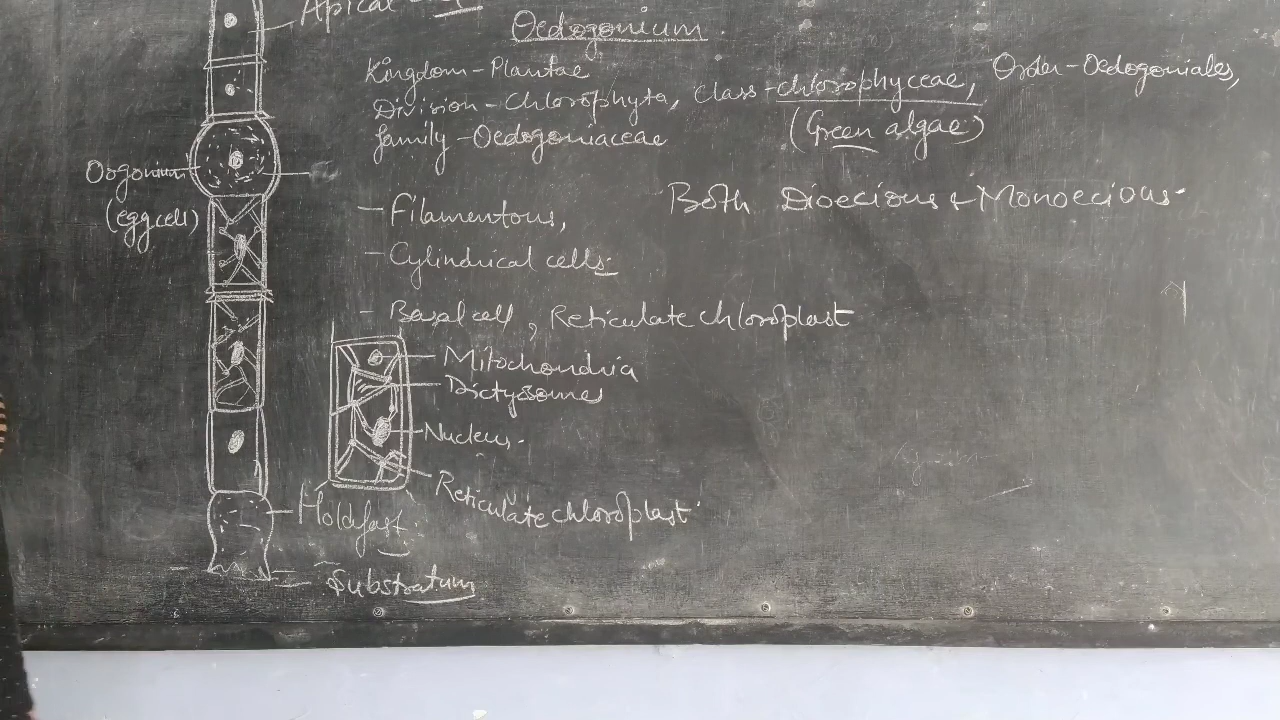 Apical
Oedogonium.
Kingdom - Plantae
Division - Chlorophyta, Class - chlorophyceae, Order - Oedogoniales,
family - Oedogoniaceae
(Green algae)
Oogonium
(egg cell)
Both Dioecious & Monoecious.
- Filamentous,
- Cylindrical cells.
- Basal cell, Reticulate chloroplast
Mitochondria
Dictyosomes
Nucleus.
Reticulate chloroplast.
Holdfast.
Substratum